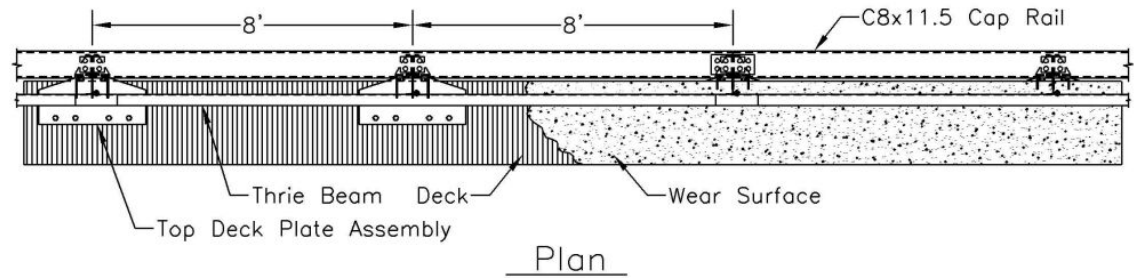 8' 8' C8x11.5 Cap Rail
Thrie Beam Deck Wear Surface
Top Deck Plate Assembly
Plan